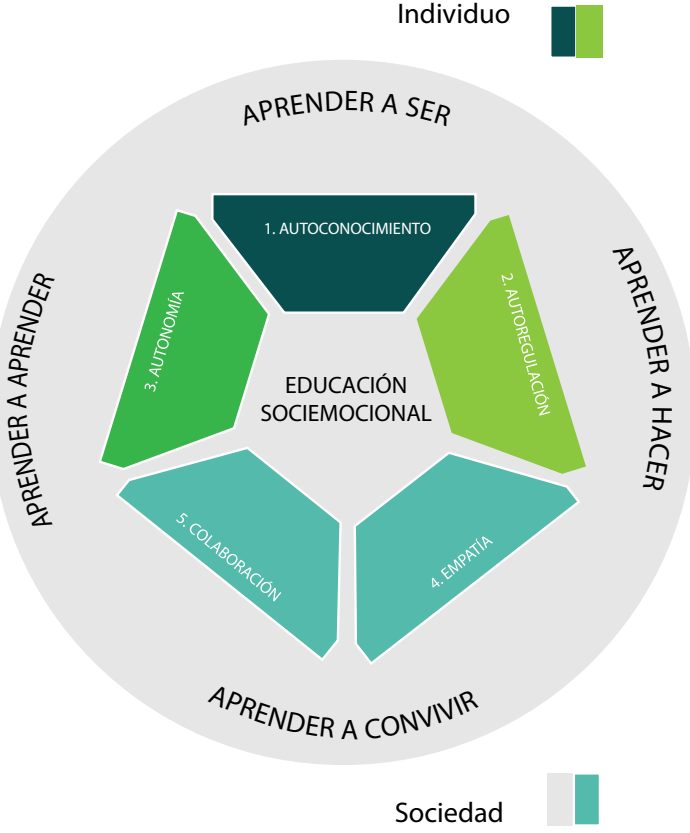 Individuo
APRENDER A SER
1. AUTOCONOCIMIENTO
2. AUTOREGULACIÓN
APRENDER A HACER
3. AUTONOMÍA
APRENDER A APRENDER
EDUCACIÓN
SOCIEMOCIONAL
5. COLABORACIÓN
4. EMPATÍA
APRENDER A CONVIVIR
Sociedad